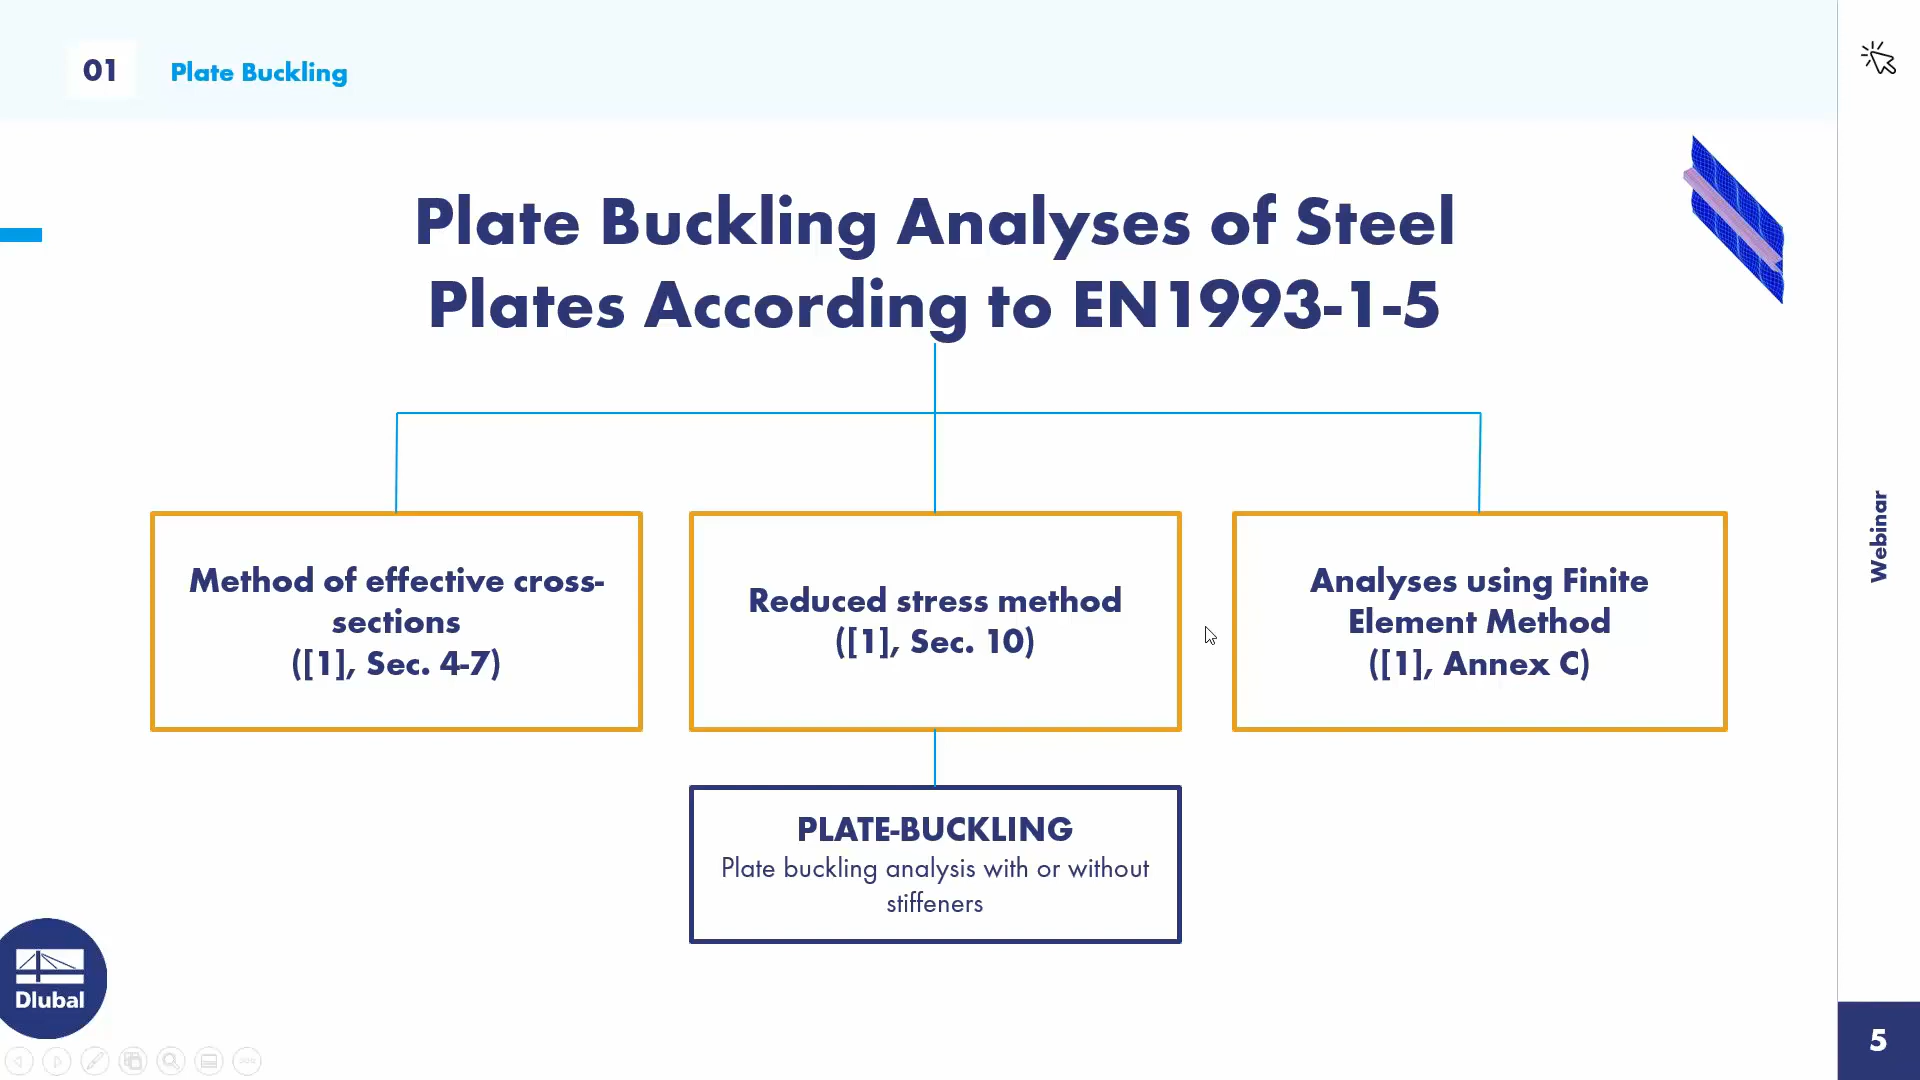 01
Plate Buckling
Plate Buckling Analyses of Steel
Plates According to EN1993-1-5
Method of effective cross-
sections
([1], Sec. 4-7)
Reduced stress method
([1], Sec. 10)
Analyses using Finite
Element Method
([1], Annex C)
PLATE-BUCKLING
Plate buckling analysis with or without
stiffeners
Webinar
Dlubal
5